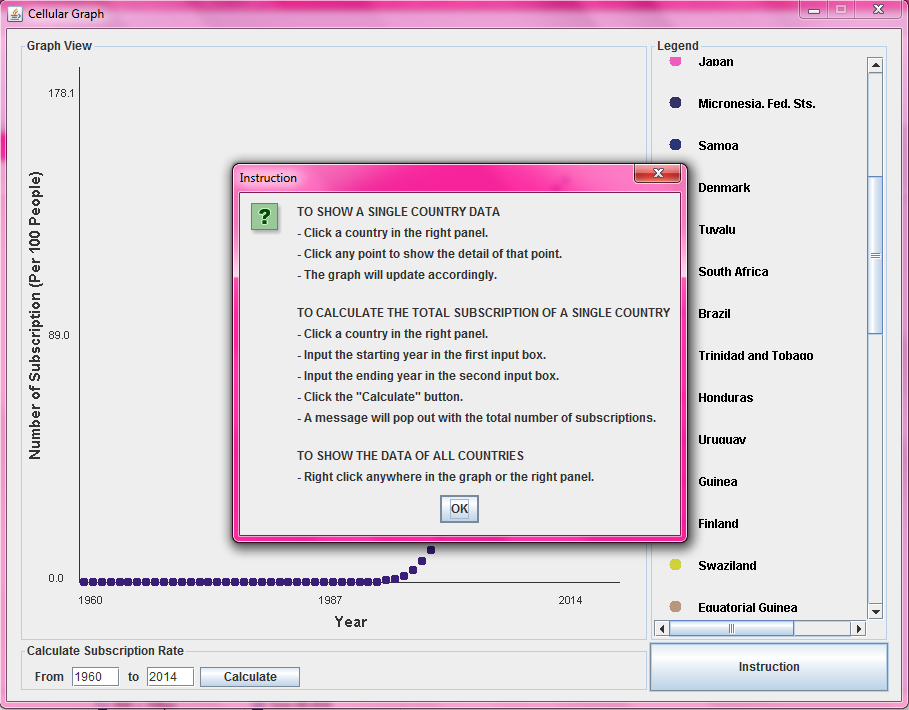 Cellular Graph
Graph View
178.1
89.0
0.0
Number of Subscription (Per 100 People)
1960
1987
2014
Year
Legend
Japan
Micronesia. Fed. Sts.
Samoa
Denmark
Tuvalu
South Africa
Brazil
Trinidad and Tobago
Honduras
Uruguay
Guinea
Finland
Swaziland
Equatorial Guinea
Instruction
?
TO SHOW A SINGLE COUNTRY DATA
- Click a country in the right panel.
- Click any point to show the detail of that point.
- The graph will update accordingly.
TO CALCULATE THE TOTAL SUBSCRIPTION OF A SINGLE COUNTRY
- Click a country in the right panel.
- Input the starting year in the first input box.
- Input the ending year in the second input box.
- Click the "Calculate" button.
- A message will pop out with the total number of subscriptions.
TO SHOW THE DATA OF ALL COUNTRIES
- Right click anywhere in the graph or the right panel.
OK
Calculate Subscription Rate
From 1960 to 2014 Calculate
Instruction